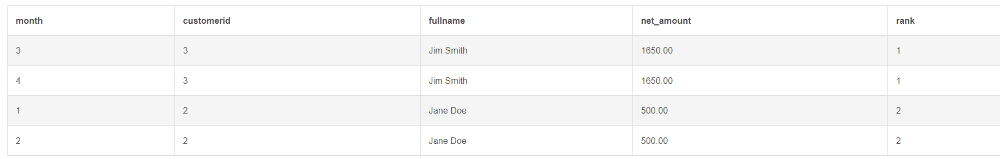 month customerid fullname net_amount rank
3 3 Jim Smith 1650.00 1
4 3 Jim Smith 1650.00 1
1 2 Jane Doe 500.00 2
2 2 Jane Doe 500.00 2